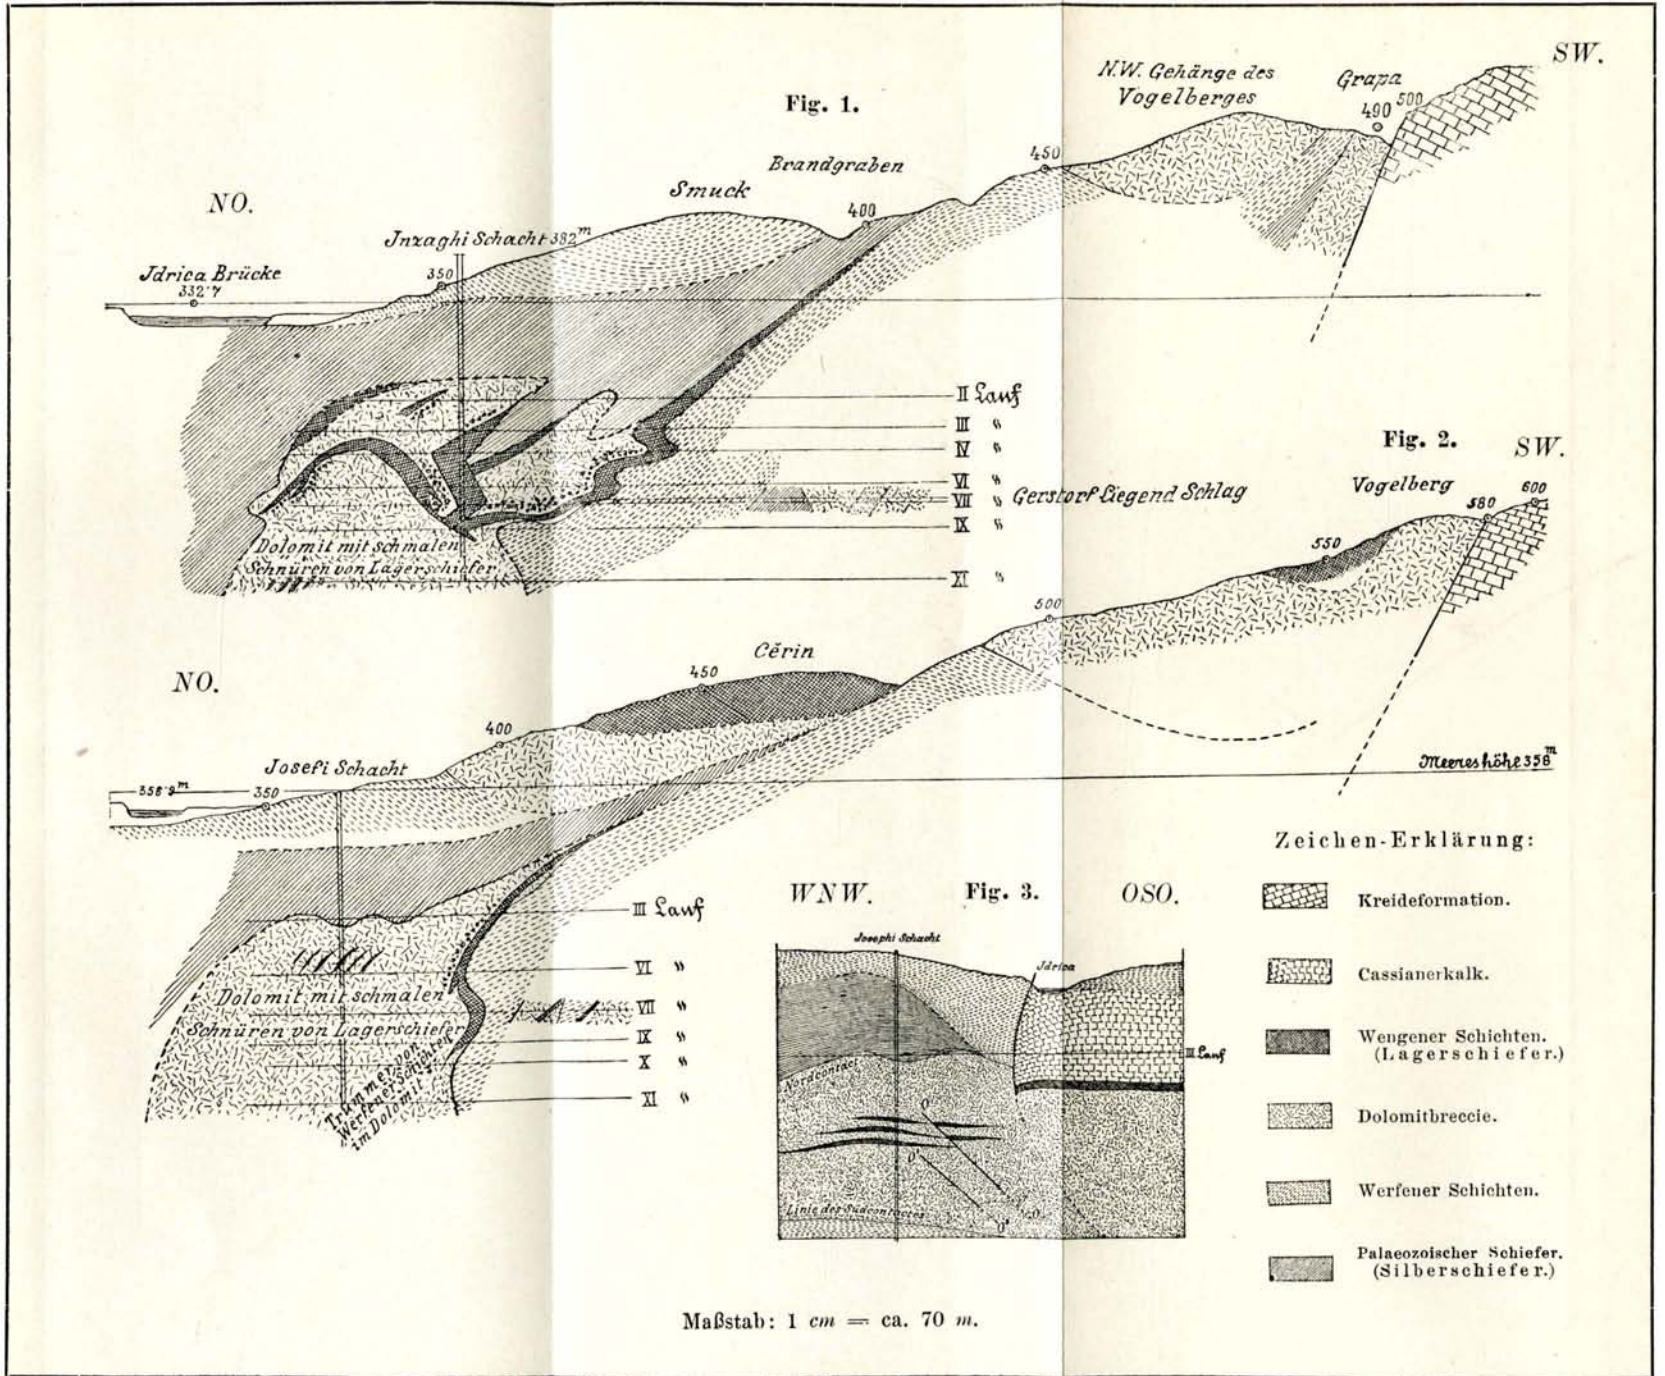 Fig. 1.
SW.
N.W. Gehänge des
Vogelberges
Grapa
490
500
450
Brandgraben
Smuck
400
NO.
Jnzaghi Schacht 382m
350
Jdrica Brücke
332·7
II Lauf
III "
IV "
VI "
VII " Gerstorf Liegend Schlag
IX "
XI "
Dolomit mit schmalen
Schnüren von Lagerschiefer
Fig. 2.
SW.
Vogelberg
600
580
550
500
Cěrin
450
NO.
400
Josefi Schacht
350
Meereshöhe 358m
III Lauf
VI "
VII "
IX "
X "
XI "
Dolomit mit schmalen
Schnüren von Lagerschiefer
Trümmer von
Werfener Schichten
im Dolomit
WNW.
Fig. 3.
OSO.
Josephi Schacht
Jdrica
III Lauf
Nordcontact
O
O'
O
O'
Linie des Südcontactes
Zeichen-Erklärung:
Kreideformation.
Cassianerkalk.
Wengener Schichten.
(Lagerschiefer.)
Dolomitbreccie.
Werfener Schichten.
Palaeozoischer Schiefer.
(Silberschiefer.)
Maßstab: 1 cm = ca. 70 m.